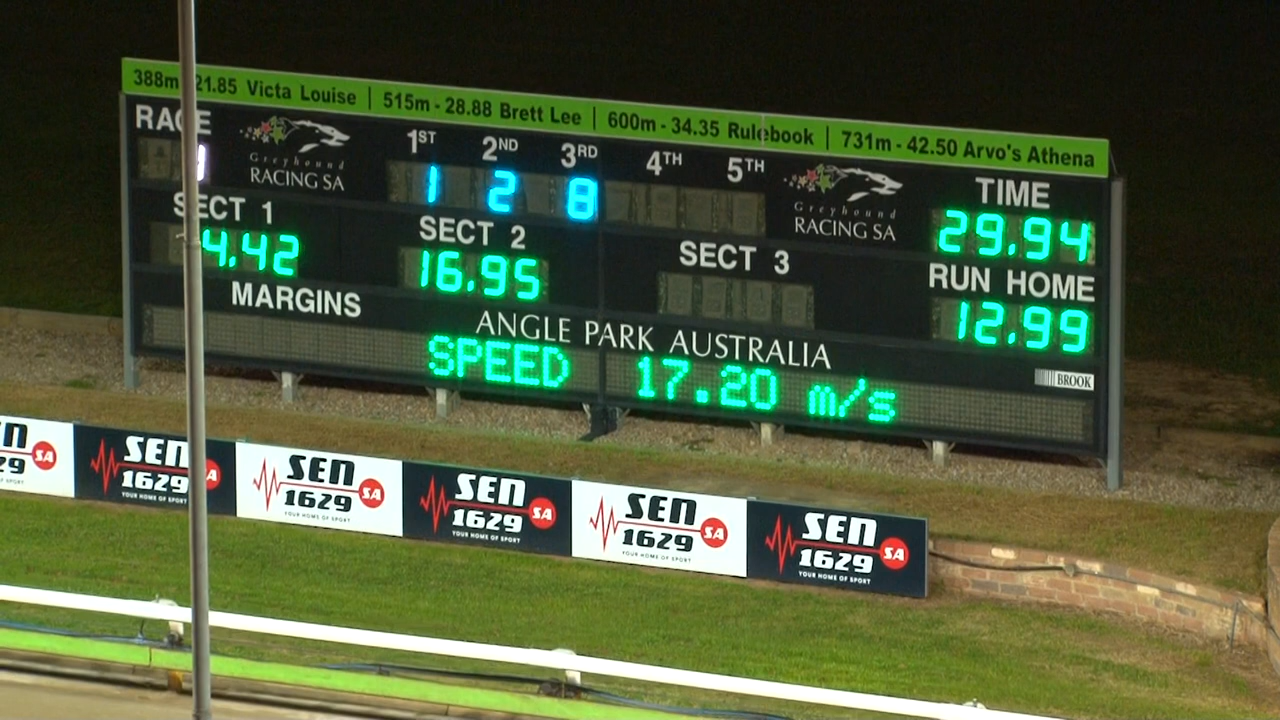 388m 21.85 Victa Louise | 515m - 28.88 Brett Lee | 600m - 34.35 Rulebook | 731m - 42.50 Arvo's Athena
RACE
1
Greyhound
RACING SA
1ST 2ND 3RD 4TH 5TH
1 2 8
Greyhound
RACING SA
TIME
29.94
SECT 1
4.42
SECT 2
16.95
SECT 3
RUN HOME
12.99
MARGINS
ANGLE PARK AUSTRALIA
SPEED 17.20 m/s
BROOK
SA
SEN
1629
SA
YOUR HOME OF SPORT
SEN
1629
SA
YOUR HOME OF SPORT
SEN
1629
SA
YOUR HOME OF SPORT
SEN
1629
SA
YOUR HOME OF SPORT
SEN
1629
SA
YOUR HOME OF SPORT